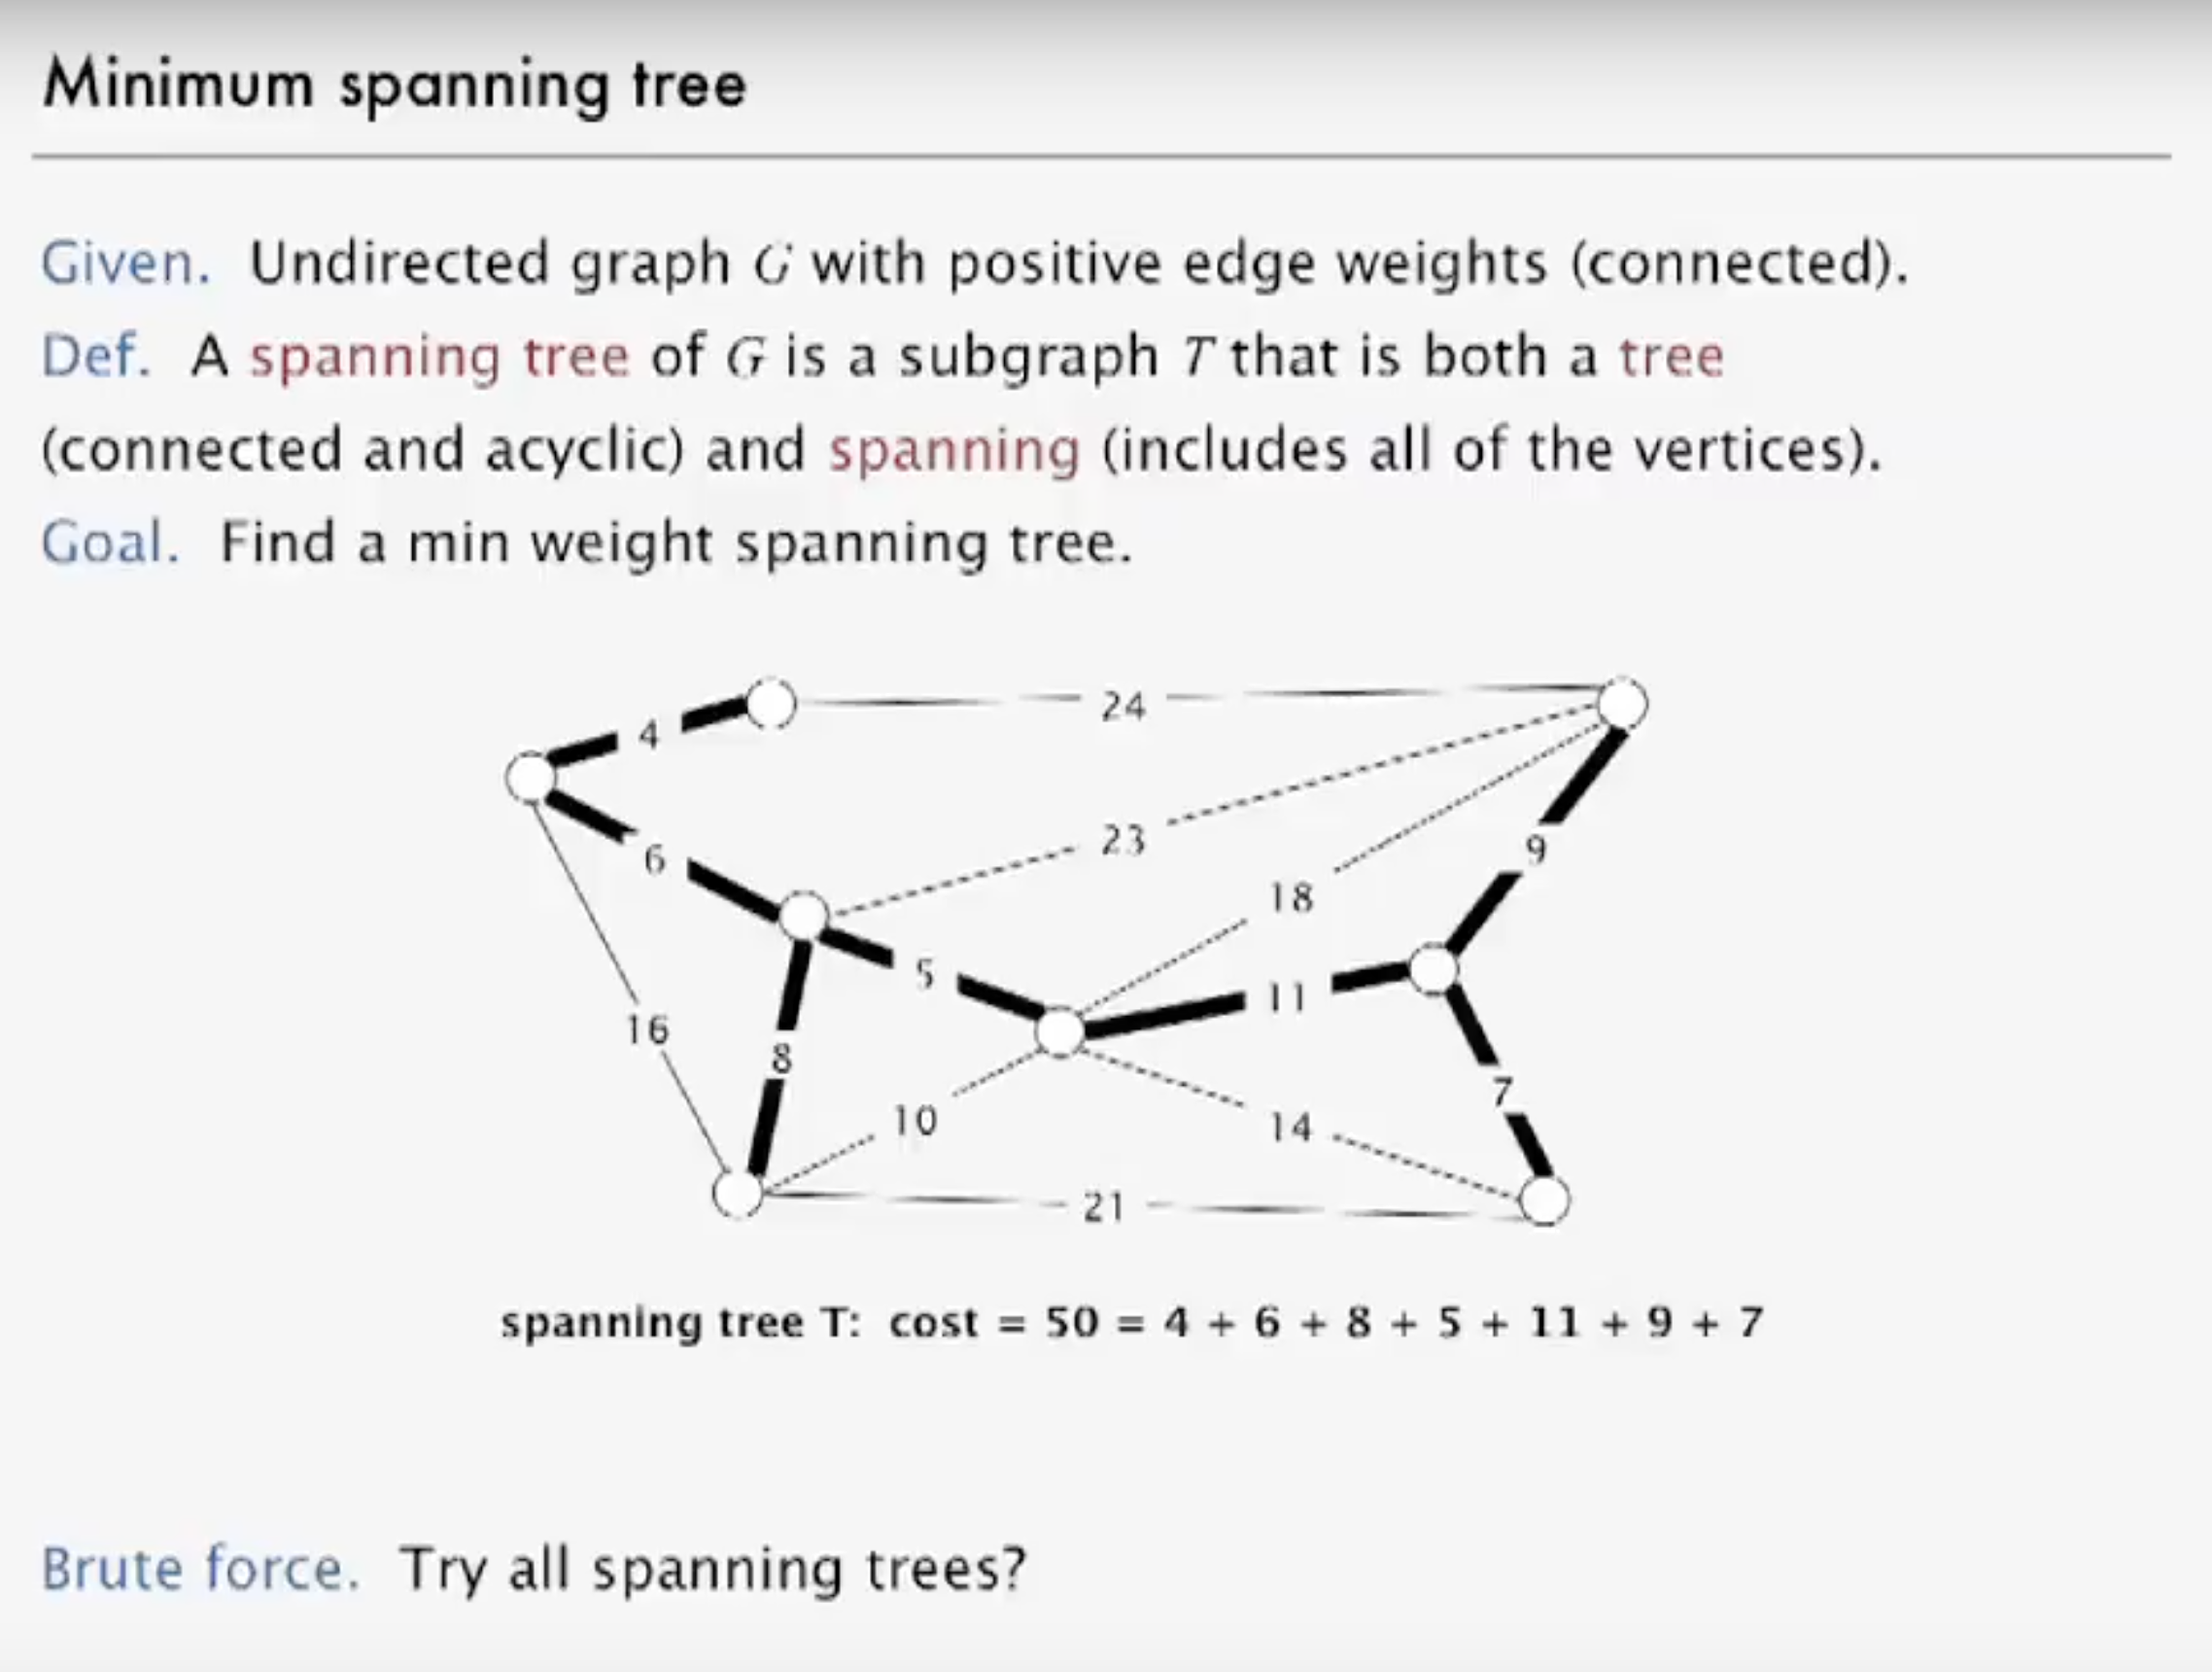 Minimum spanning tree
Given. Undirected graph G with positive edge weights (connected).
Def. A spanning tree of G is a subgraph T that is both a tree
(connected and acyclic) and spanning (includes all of the vertices).
Goal. Find a min weight spanning tree.
24
4
23
6
9
18
5
11
16
8
7
10
14
21
spanning tree T: cost = 50 = 4 + 6 + 8 + 5 + 11 + 9 + 7
Brute force. Try all spanning trees?